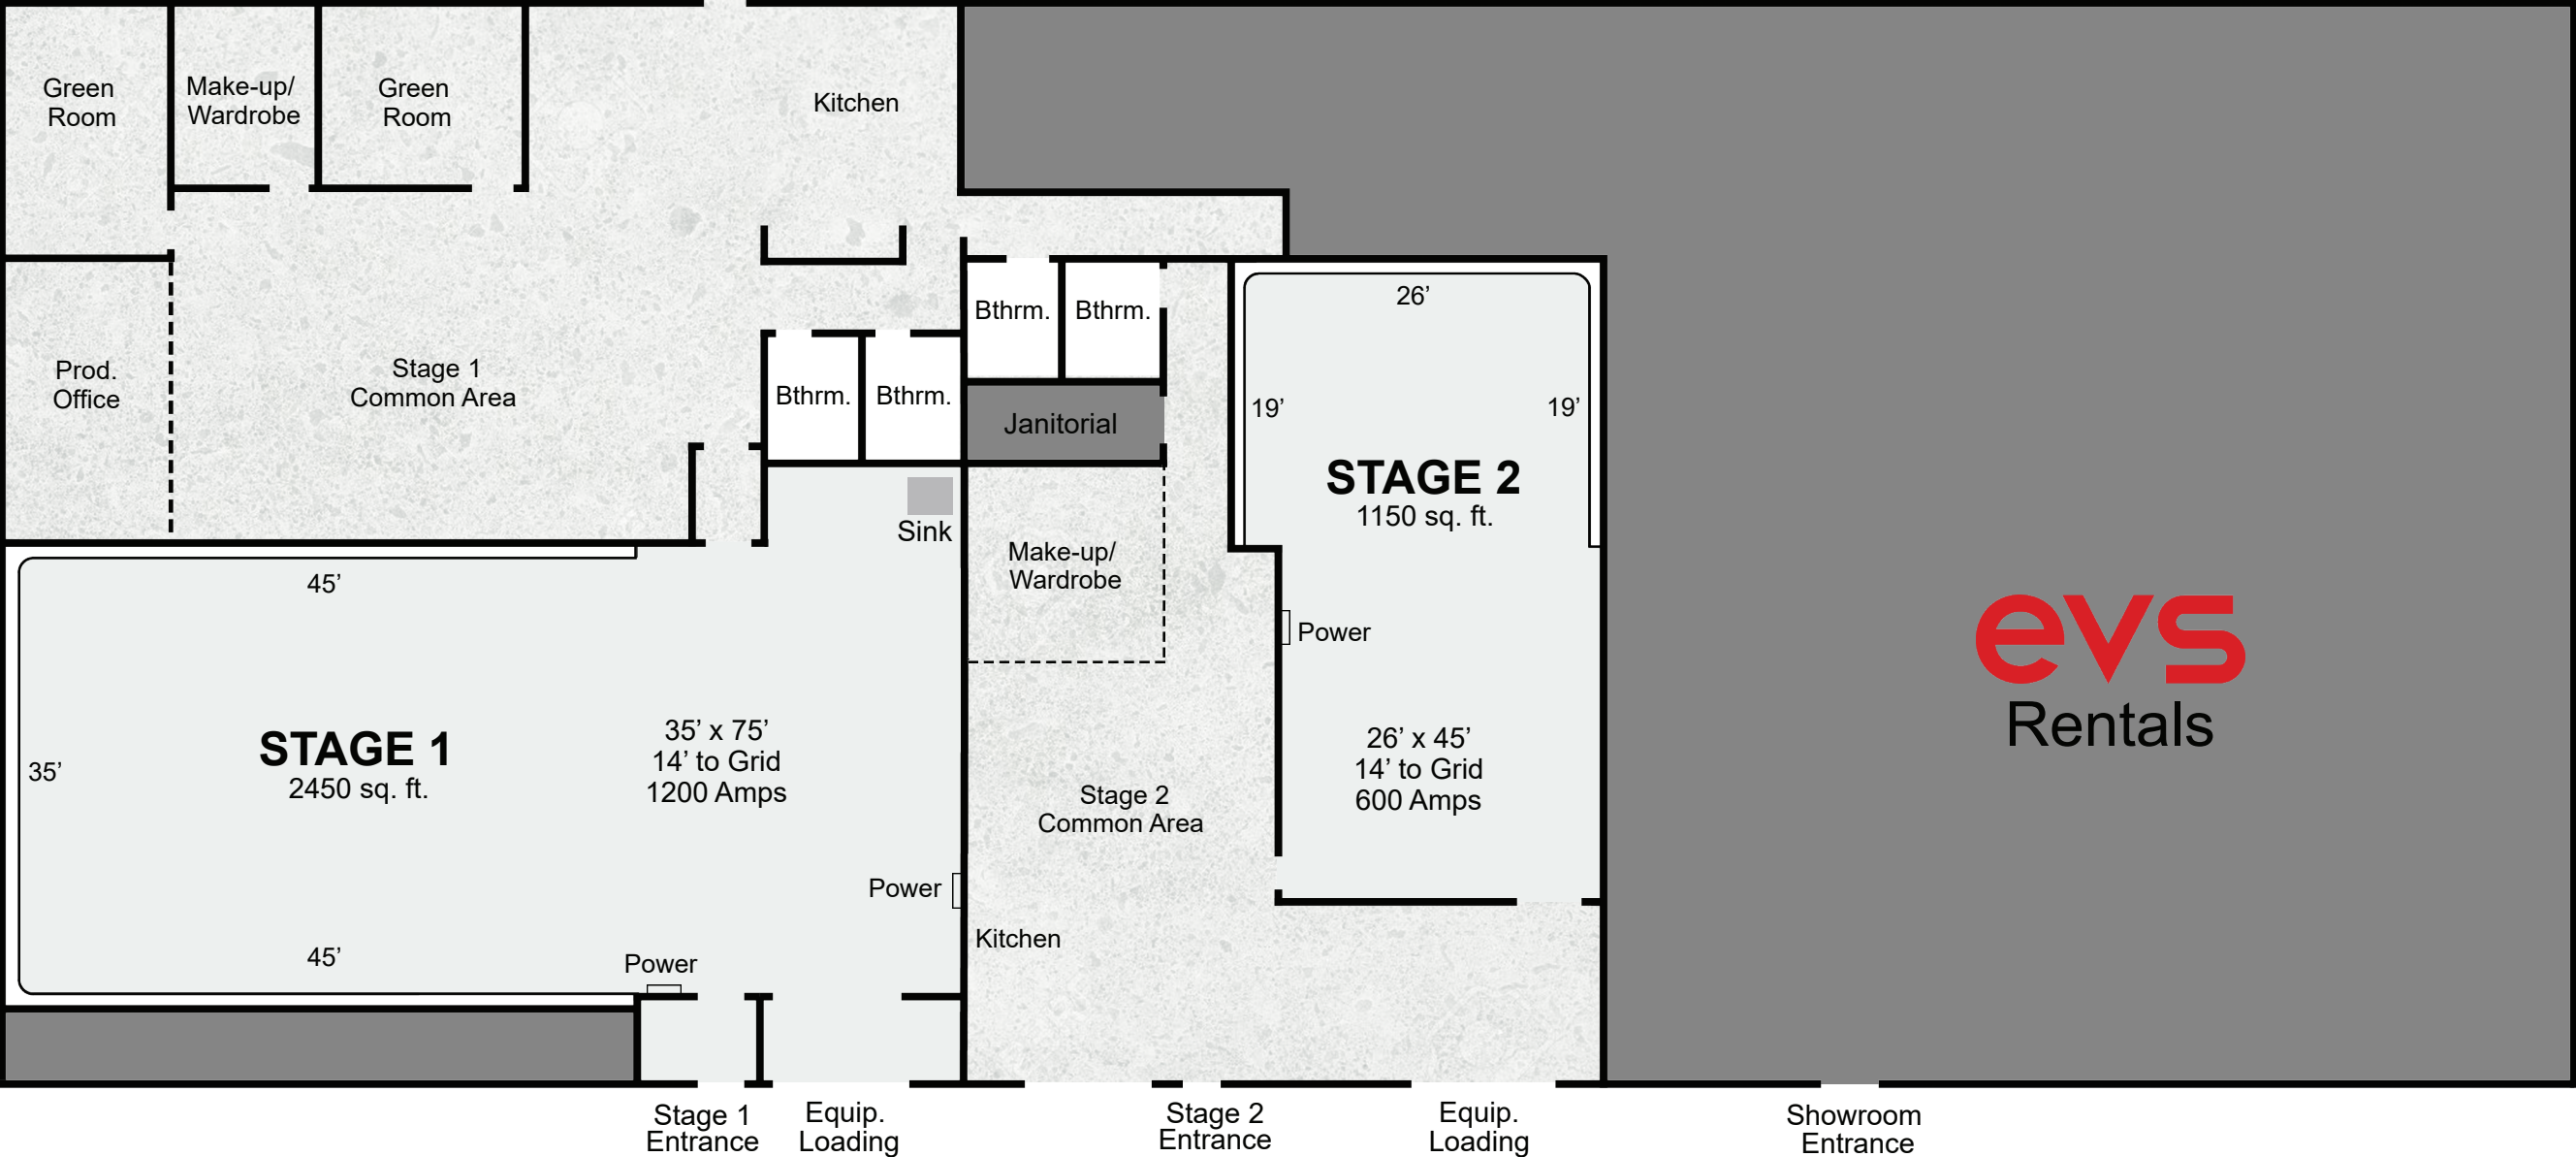 Green
Room
Make-up/
Wardrobe
Green
Room
Kitchen
Prod.
Office
Stage 1
Common Area
Bthrm.
Bthrm.
Bthrm.
Bthrm.
Janitorial
Sink
Make-up/
Wardrobe
26’
19’
19’
STAGE 2
1150 sq. ft.
Power
26’ x 45’
14’ to Grid
600 Amps
45’
35’
STAGE 1
2450 sq. ft.
35’ x 75’
14’ to Grid
1200 Amps
Power
45’
Power
Stage 2
Common Area
Kitchen
evs
Rentals
Stage 1
Entrance
Equip.
Loading
Stage 2
Entrance
Equip.
Loading
Showroom
Entrance